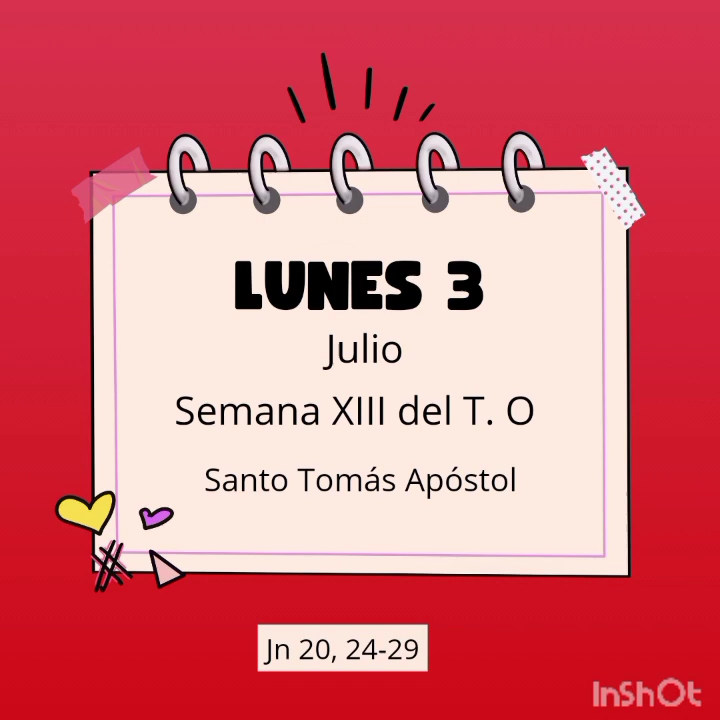 LUNES 3
Julio
Semana XIII del T. O
Santo Tomás Apóstol
Jn 20, 24-29
InShOt